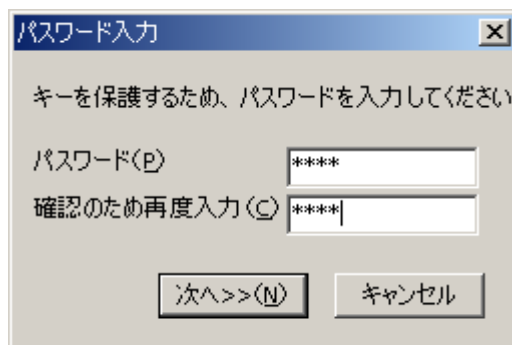 パスワード入力
キーを保護するため、パスワードを入力してください
パスワード(P) ****
確認のため再度入力(C) ****
次へ>>(N) キャンセル